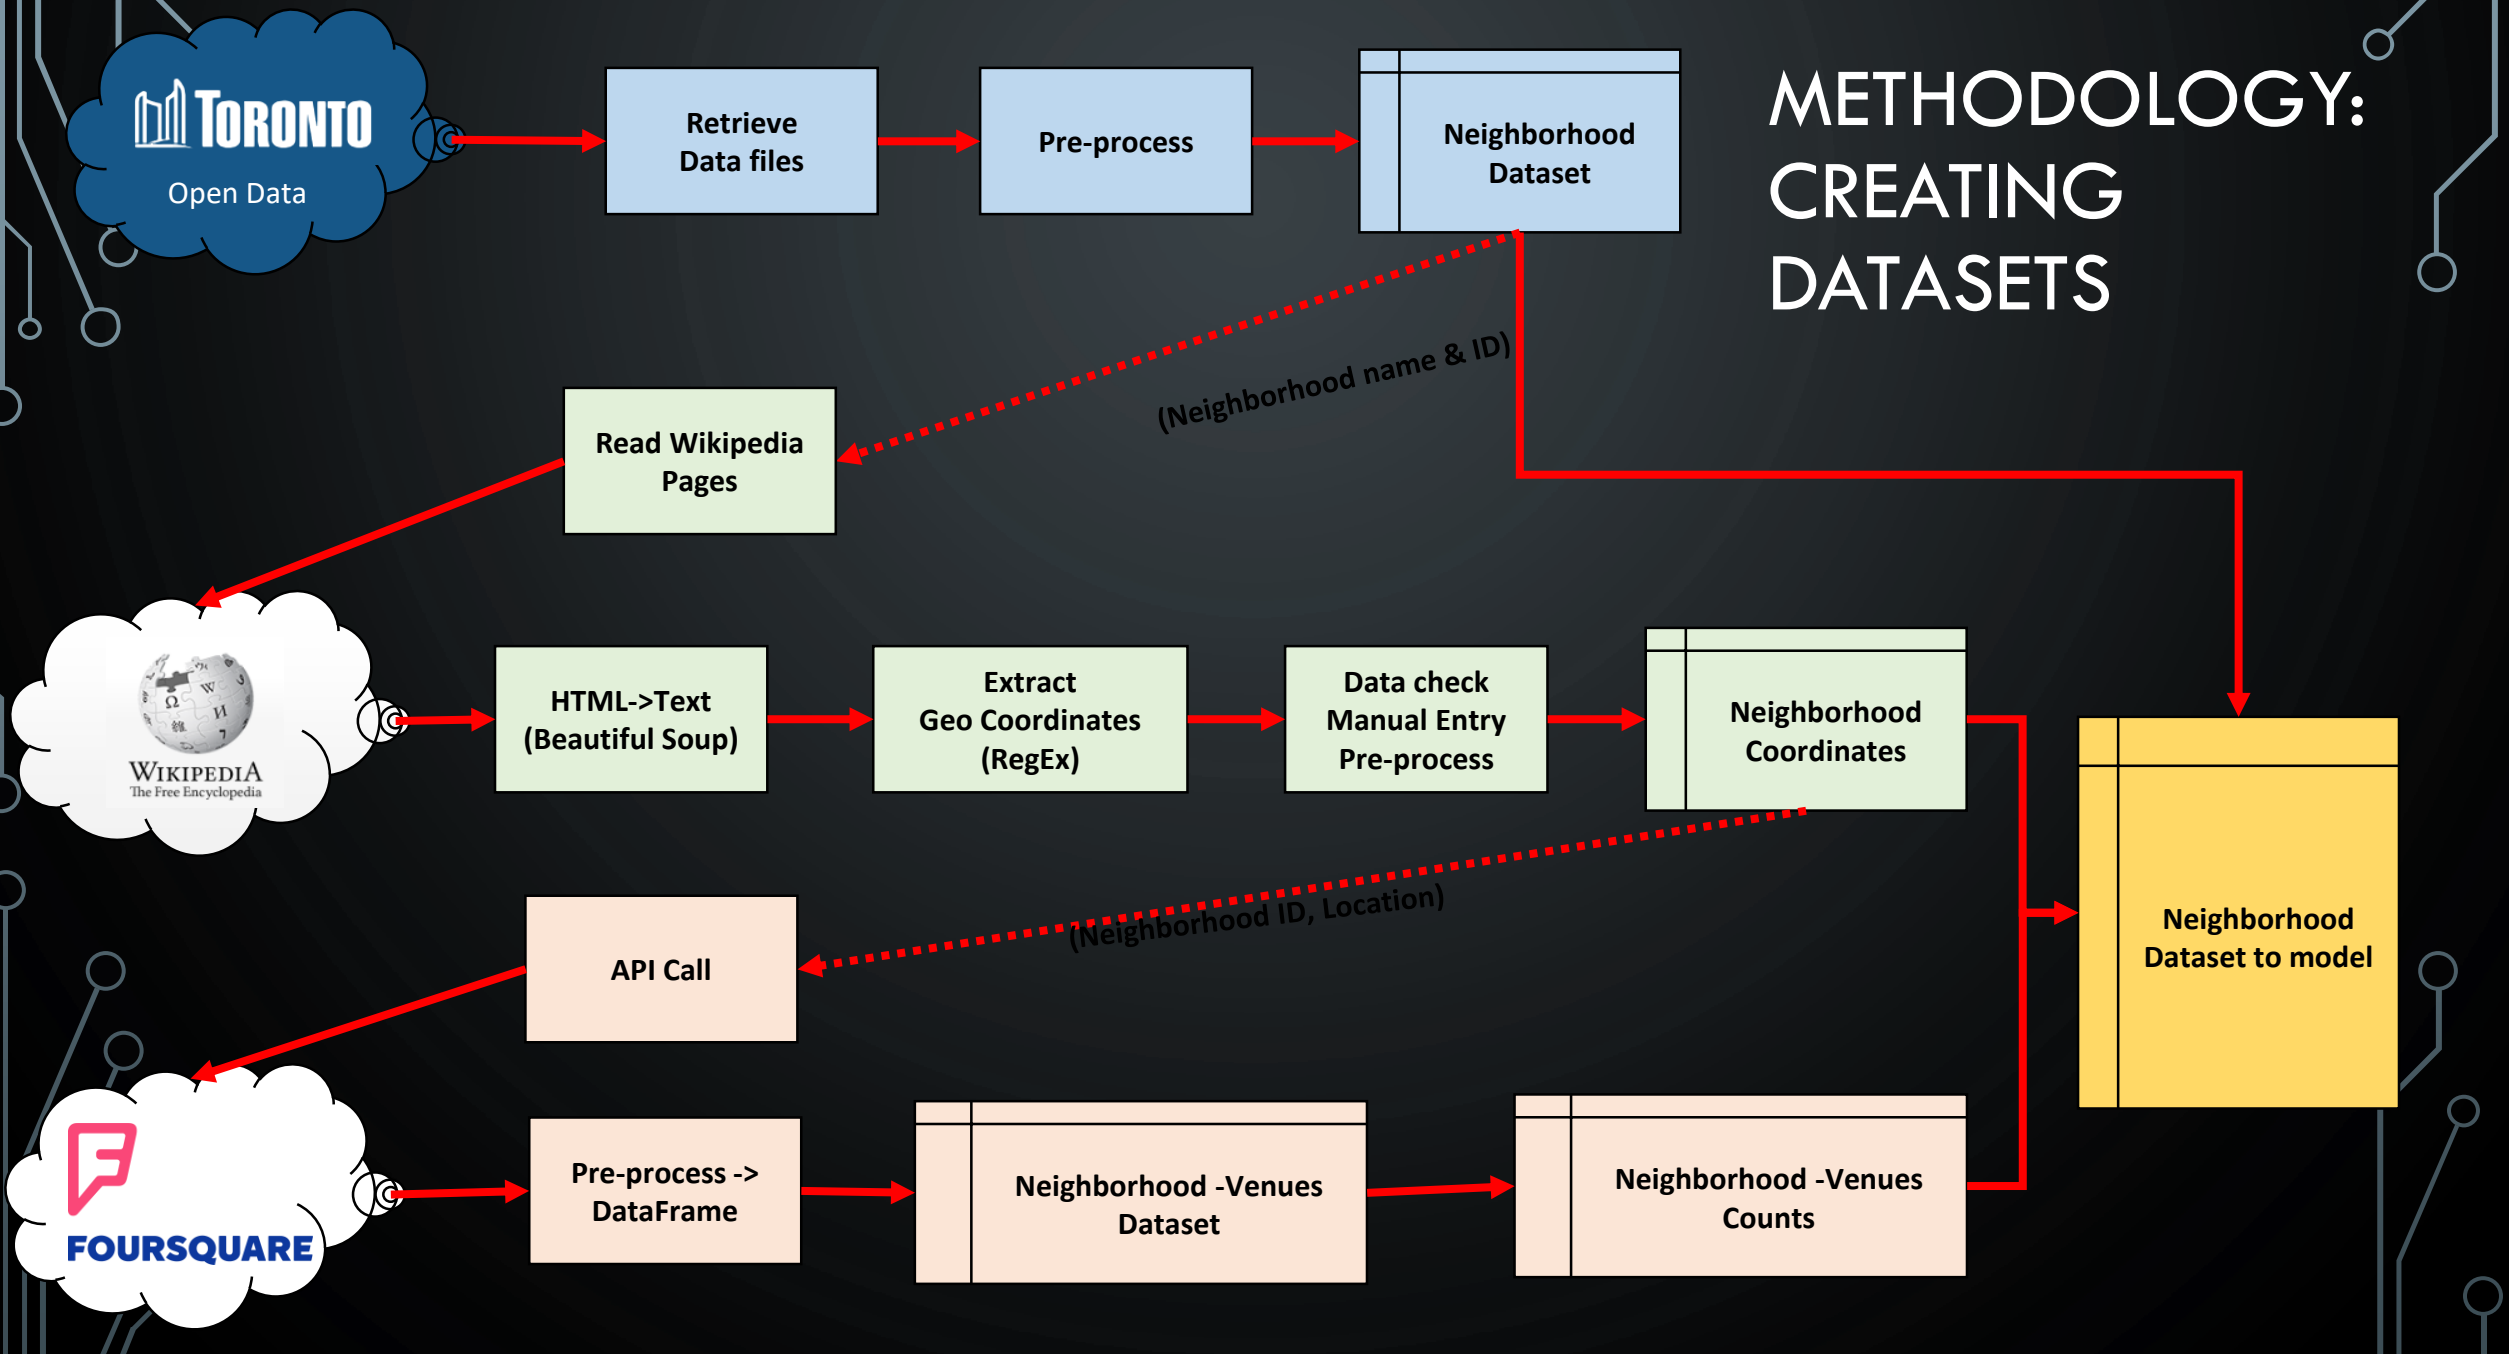 TORONTO
Open Data
Retrieve
Data files
Pre-process
Neighborhood
Dataset
METHODOLOGY:
CREATING
DATASETS
(Neighborhood name & ID)
Read Wikipedia
Pages
WIKIPEDIA
The Free Encyclopedia
HTML->Text
(Beautiful Soup)
Extract
Geo Coordinates
(RegEx)
Data check
Manual Entry
Pre-process
Neighborhood
Coordinates
Neighborhood
Dataset to model
(Neighborhood ID, Location)
API Call
FOURSQUARE
Pre-process ->
DataFrame
Neighborhood -Venues
Dataset
Neighborhood -Venues
Counts